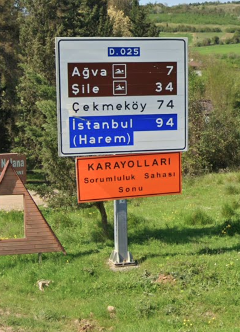 D.025
Ağva 7
Şile 34
Çekmeköy 74
İstanbul 94
(Harem)
KARAYOLLARI
Sorumluluk Sahası
Sonu